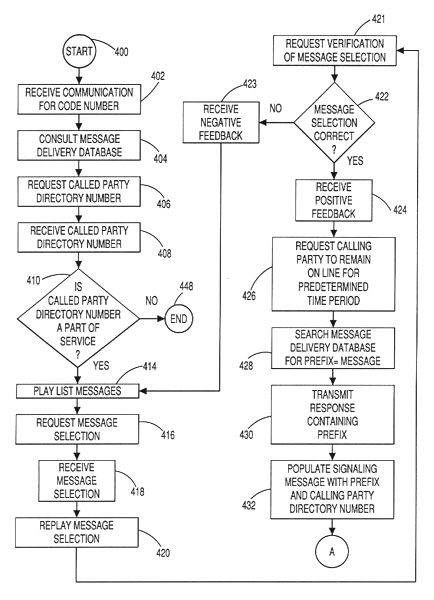 START
400
RECEIVE COMMUNICATION
FOR CODE NUMBER
402
CONSULT MESSAGE
DELIVERY DATABASE
404
REQUEST CALLED PARTY
DIRECTORY NUMBER
406
RECEIVE CALLED PARTY
DIRECTORY NUMBER
408
410
IS
CALLED PARTY
DIRECTORY NUMBER
A PART OF
SERVICE
?
NO
448
END
YES
414
PLAY LIST MESSAGES
REQUEST MESSAGE
SELECTION
416
RECEIVE
MESSAGE
SELECTION
418
REPLAY MESSAGE
SELECTION
420
421
REQUEST VERIFICATION
OF MESSAGE SELECTION
422
MESSAGE
SELECTION
CORRECT
?
NO
423
RECEIVE
NEGATIVE
FEEDBACK
YES
RECEIVE
POSITIVE
FEEDBACK
424
REQUEST CALLING
PARTY TO REMAIN
ON LINE FOR
PREDETERMINED
TIME PERIOD
426
SEARCH MESSAGE
DELIVERY DATABASE
FOR PREFIX= MESSAGE
428
TRANSMIT
RESPONSE
CONTAINING
PREFIX
430
POPULATE SIGNALING
MESSAGE WITH PREFIX
AND CALLING PARTY
DIRECTORY NUMBER
432
A